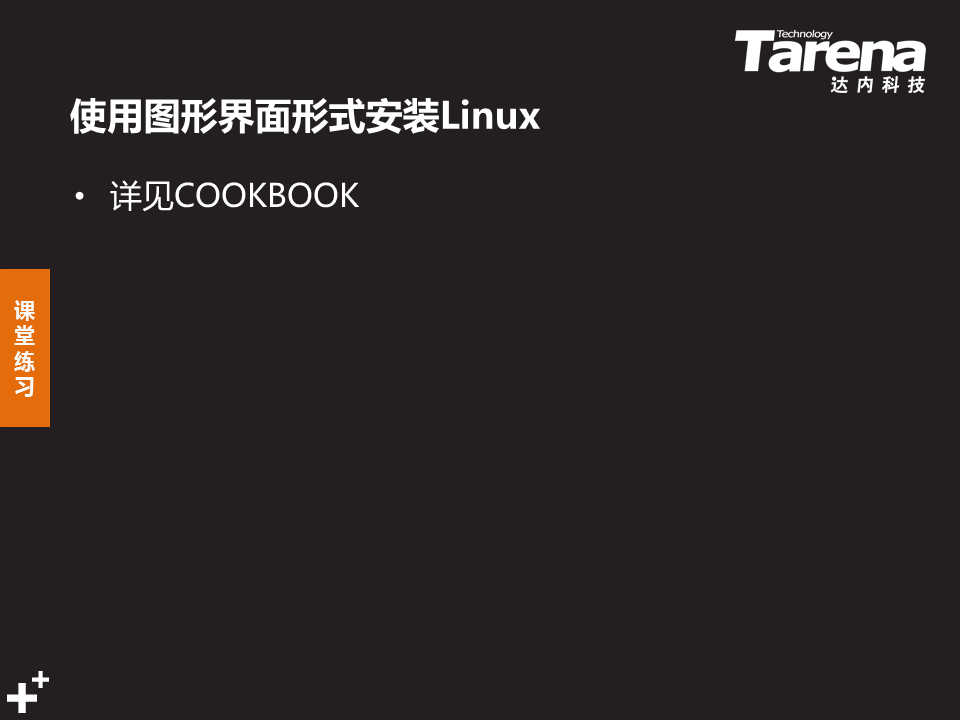 Technology
Tarena
达内科技
使用图形界面形式安装Linux
• 详见COOKBOOK
课
堂
练
习